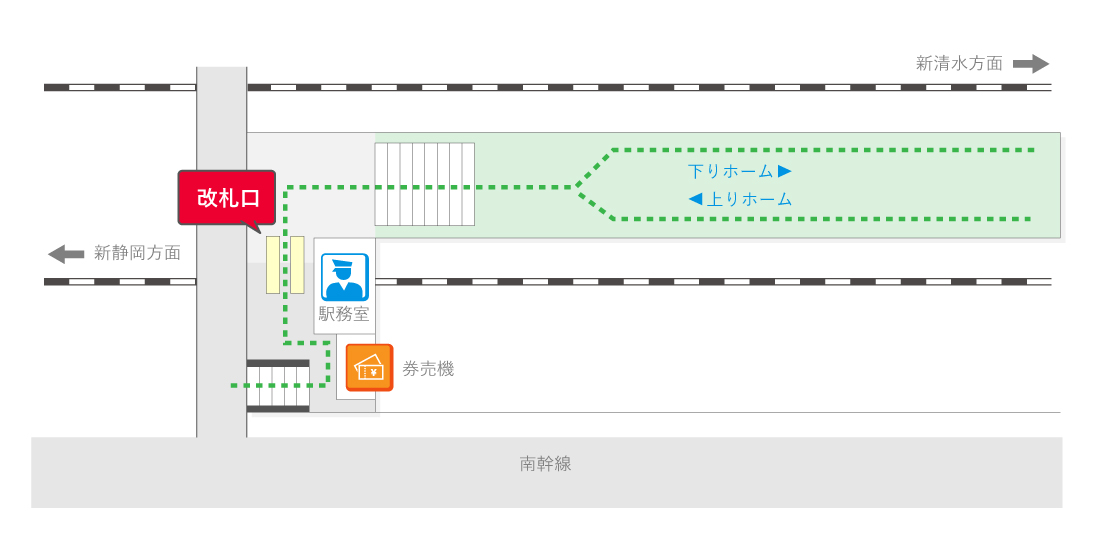 新清水方面
下りホーム
上りホーム
改札口
新静岡方面
駅務室
券売機
南幹線